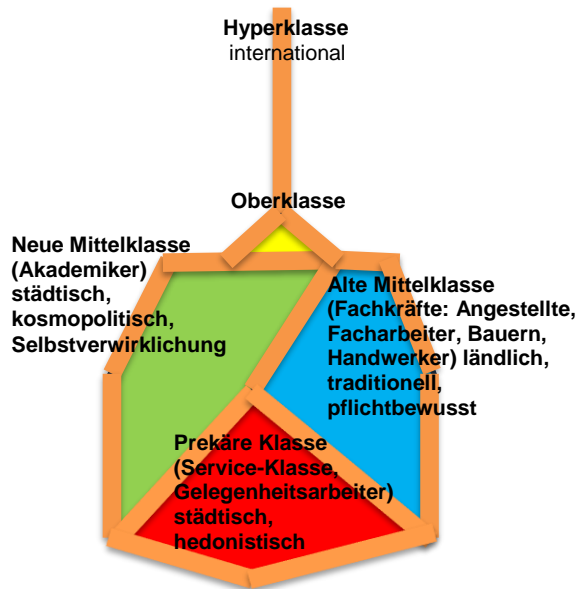 Hyperklasse
international
Oberklasse
Neue Mittelklasse
(Akademiker)
städtisch,
kosmopolitisch,
Selbstverwirklichung
Alte Mittelklasse
(Fachkräfte: Angestellte,
Facharbeiter, Bauern,
Handwerker) ländlich,
traditionell,
pflichtbewusst
Prekäre Klasse
(Service-Klasse,
Gelegenheitsarbeiter)
städtisch,
hedonistisch